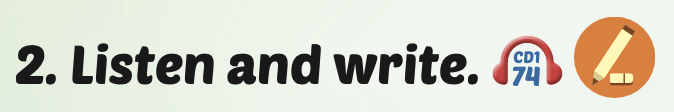 2. Listen and write. CD1
74